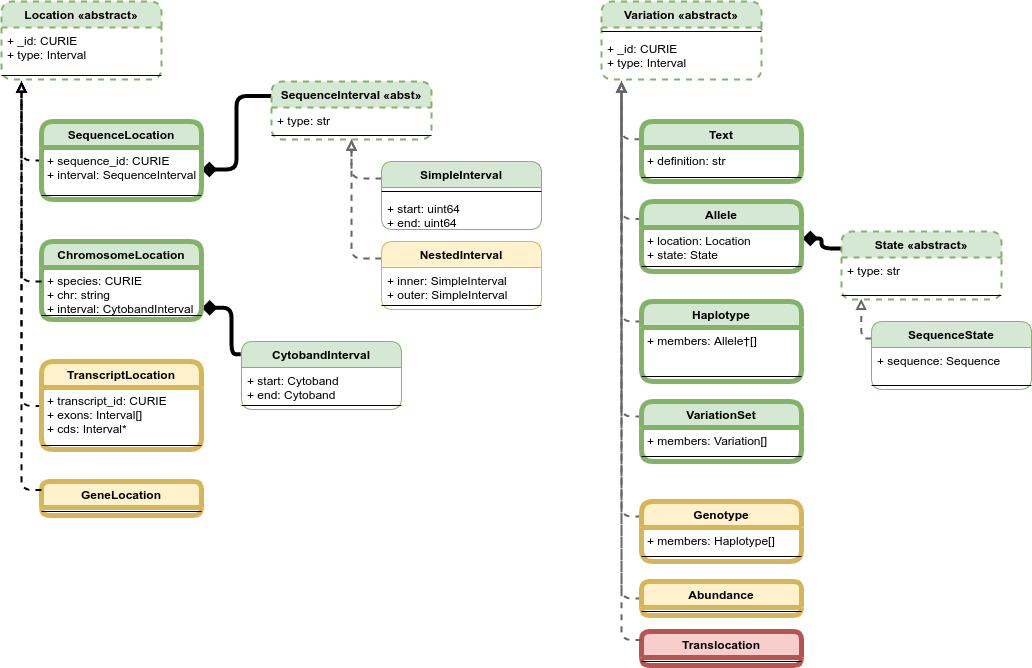 Location «abstract»
+ _id: CURIE
+ type: Interval
SequenceLocation
+ sequence_id: CURIE
+ interval: SequenceInterval
ChromosomeLocation
+ species: CURIE
+ chr: string
+ interval: CytobandInterval
TranscriptLocation
+ transcript_id: CURIE
+ exons: Interval[]
+ cds: Interval*
GeneLocation
SequenceInterval «abst»
+ type: str
SimpleInterval
+ start: uint64
+ end: uint64
NestedInterval
+ inner: SimpleInterval
+ outer: SimpleInterval
CytobandInterval
+ start: Cytoband
+ end: Cytoband
Variation «abstract»
+ _id: CURIE
+ type: Interval
Text
+ definition: str
Allele
+ location: Location
+ state: State
Haplotype
+ members: Allele†[]
VariationSet
+ members: Variation[]
Genotype
+ members: Haplotype[]
Abundance
Translocation
State «abstract»
+ type: str
SequenceState
+ sequence: Sequence